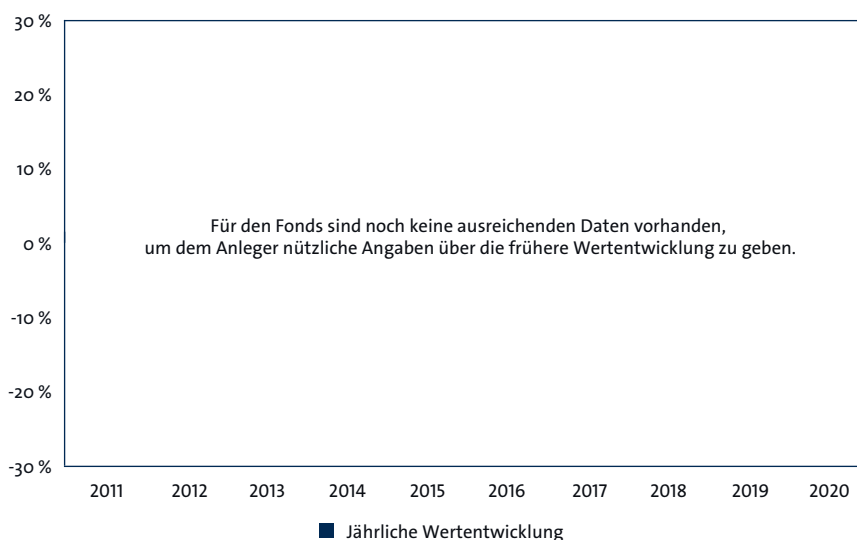 30 %
20 %
10 %
Für den Fonds sind noch keine ausreichenden Daten vorhanden,
0 %
um dem Anleger nützliche Angaben über die frühere Wertentwicklung zu geben.
-10 %
-20 %
-30 %
2011 2012 2013 2014 2015 2016 2017 2018 2019 2020
Jährliche Wertentwicklung